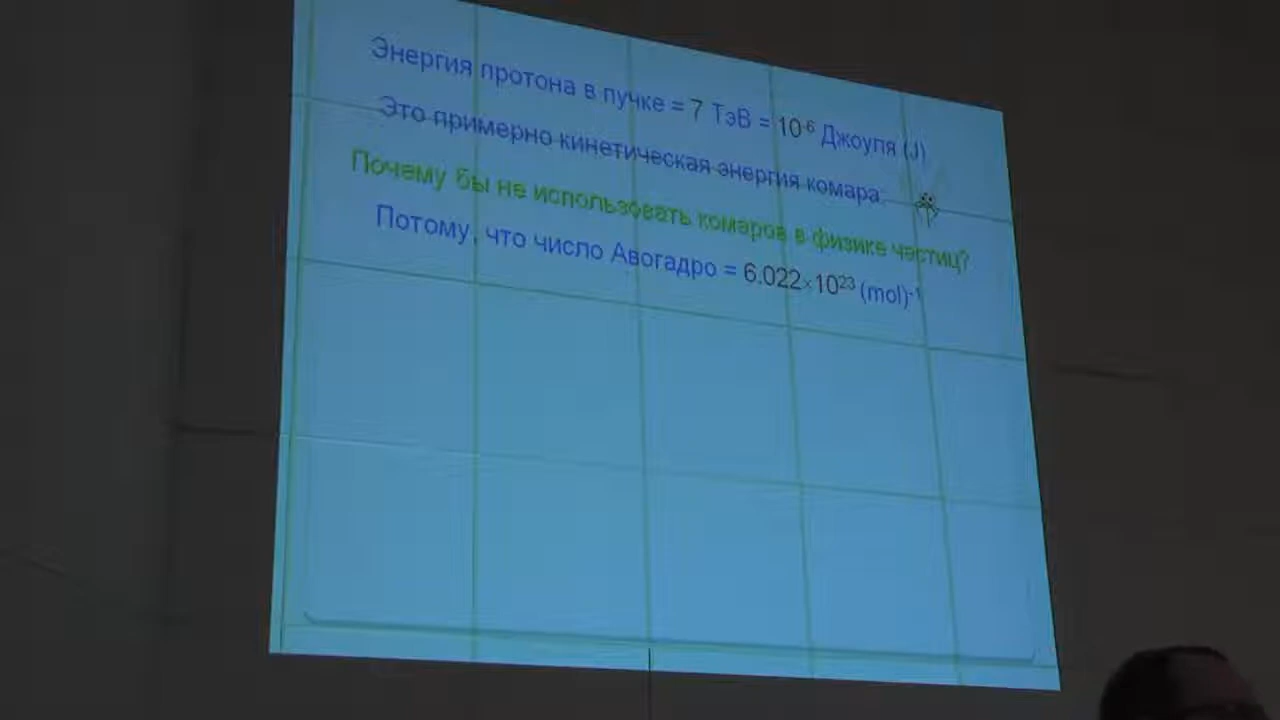 Энергия протона в пучке = 7 ТэВ = 10⁻⁶ Джоуля (J)
Это примерно кинетическая энергия комара.
Почему бы не использовать комаров в физике частиц?
Потому, что число Авогадро = 6.022×10²³ (mol)⁻¹